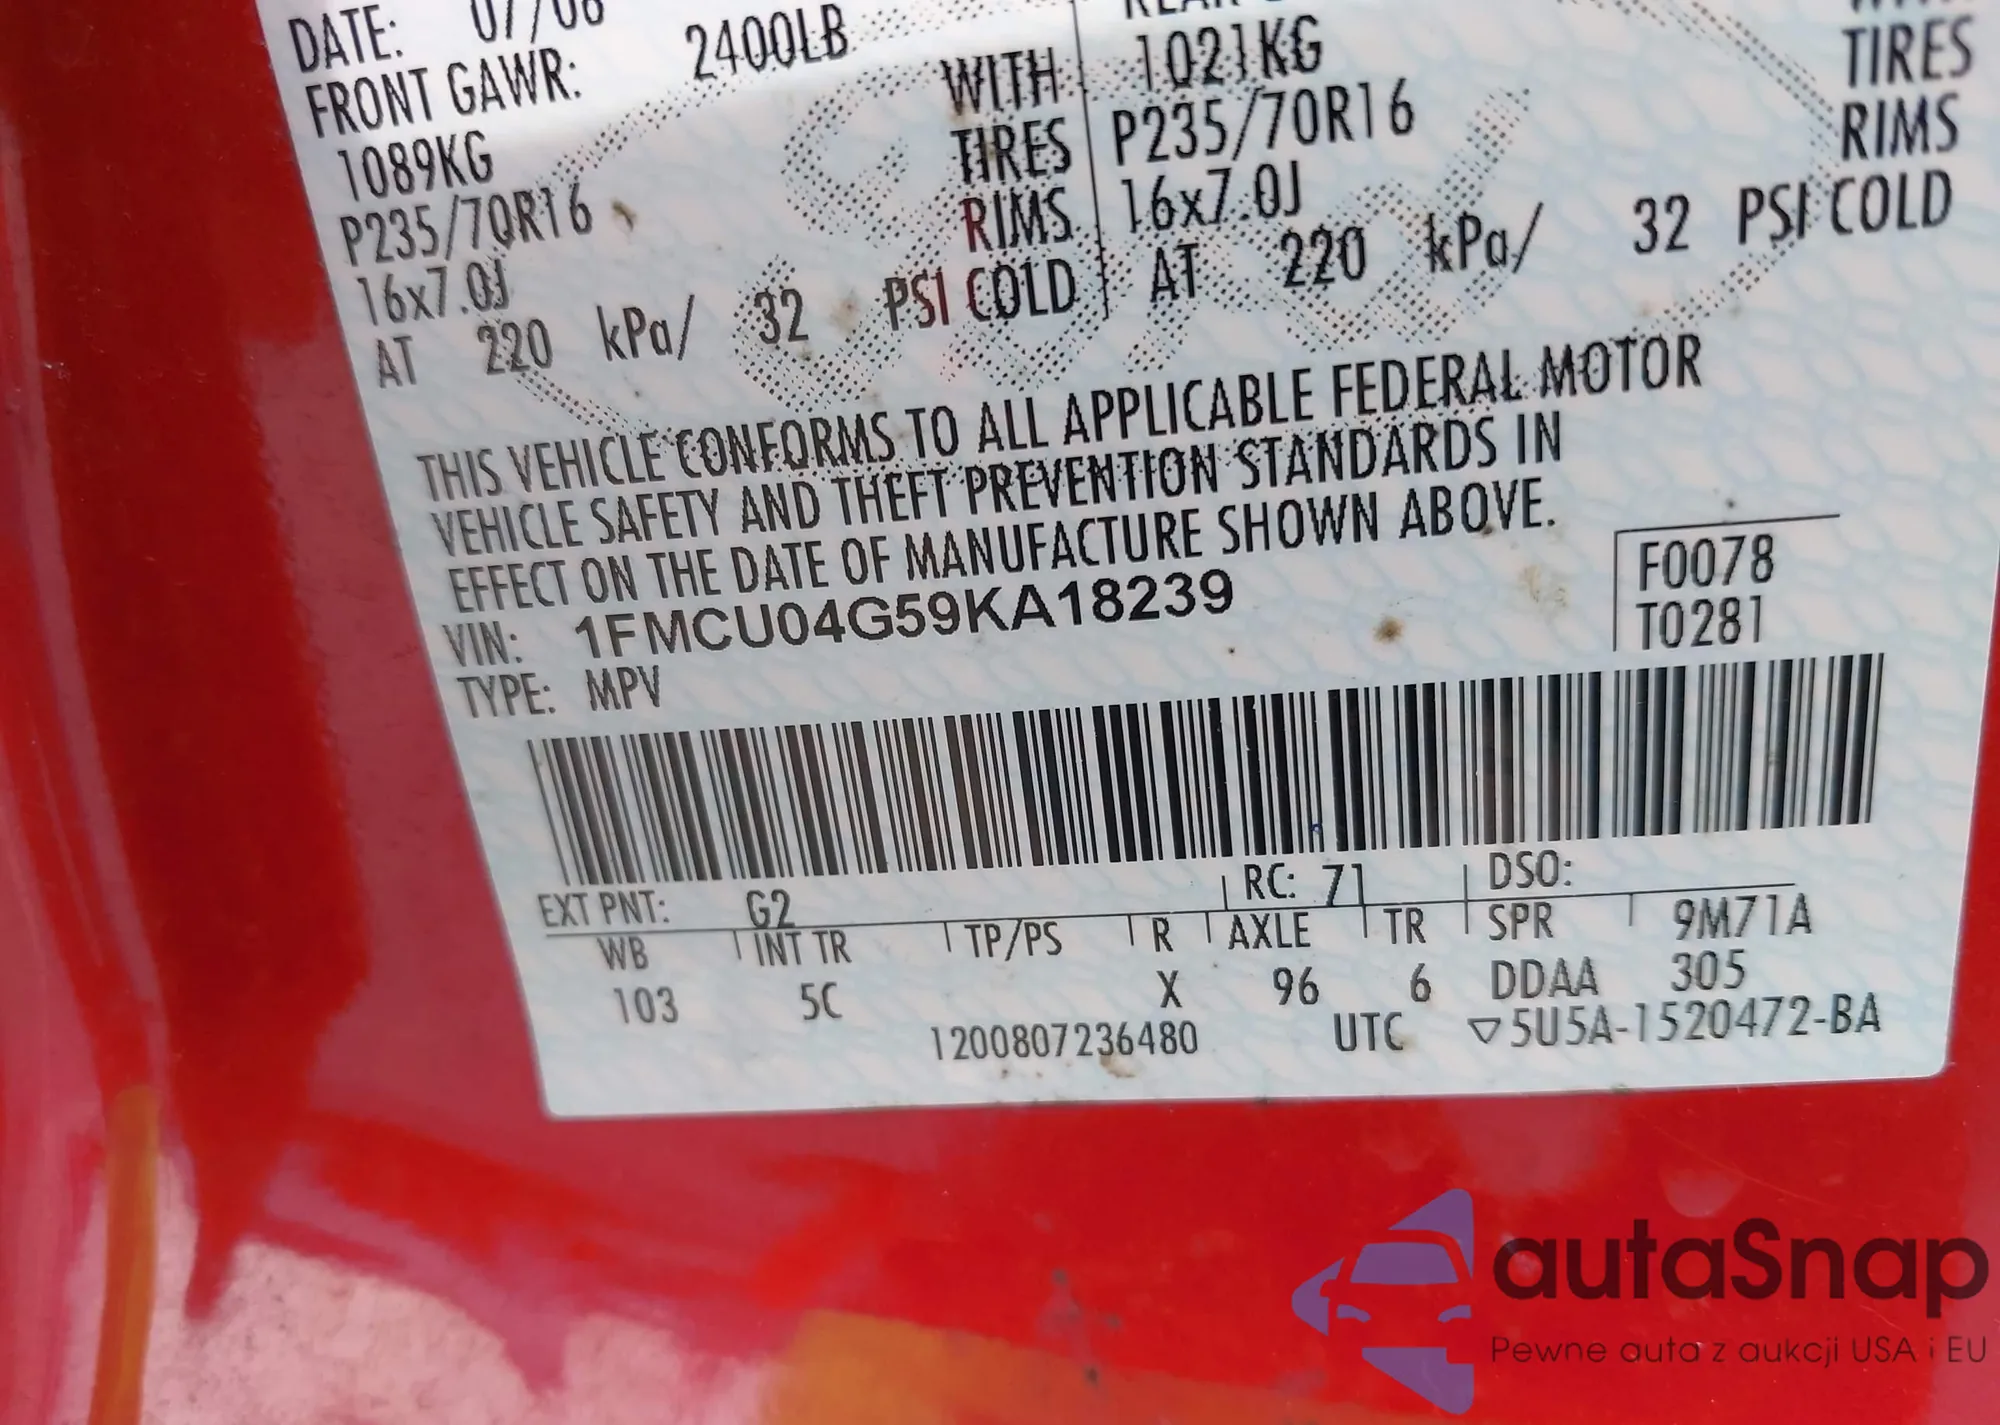 DATE: 07/08
FRONT GAWR: 2400LB
1089KG WITH
P235/70R16 TIRES
16x7.0J RIMS
AT 220 kPa/ 32 PSI COLD
1021KG
P235/70R16 TIRES
16x7.0J RIMS
AT 220 kPa/ 32 PSI COLD
THIS VEHICLE CONFORMS TO ALL APPLICABLE FEDERAL MOTOR
VEHICLE SAFETY AND THEFT PREVENTION STANDARDS IN
EFFECT ON THE DATE OF MANUFACTURE SHOWN ABOVE.
VIN: 1FMCU04G59KA18239
TYPE: MPV
F0078
T0281
EXT PNT: G2 RC: 71 DSO:
WB INT TR TP/PS R AXLE TR SPR 9M71A
103 5C X 96 6 DDAA 305
1200807236480 UTC ▽5U5A-1520472-BA
autaSnap
Pewne auta z aukcji USA i EU